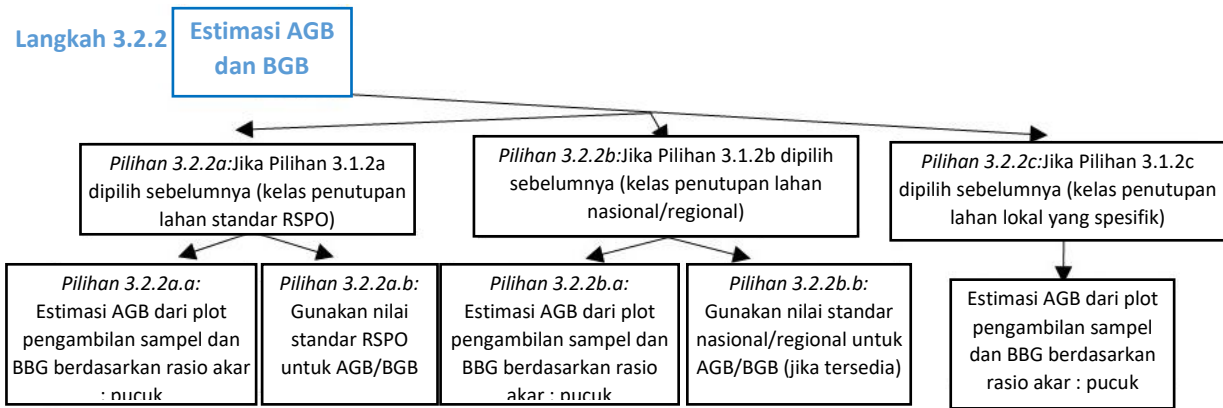 Langkah 3.2.2
Estimasi AGB
dan BGB
Pilihan 3.2.2a:Jika Pilihan 3.1.2a
dipilih sebelumnya (kelas penutupan
lahan standar RSPO)
Pilihan 3.2.2b:Jika Pilihan 3.1.2b dipilih
sebelumnya (kelas penutupan lahan
nasional/regional)
Pilihan 3.2.2c:Jika Pilihan 3.1.2c
dipilih sebelumnya (kelas penutupan
lahan lokal yang spesifik)
Pilihan 3.2.2a.a:
Estimasi AGB dari plot
pengambilan sampel dan
BBG berdasarkan rasio akar
: pucuk
Pilihan 3.2.2a.b:
Gunakan nilai
standar RSPO
untuk AGB/BGB
Pilihan 3.2.2b.a:
Estimasi AGB dari plot
pengambilan sampel dan
BBG berdasarkan rasio
akar : pucuk
Pilihan 3.2.2b.b:
Gunakan nilai standar
nasional/regional untuk
AGB/BGB (jika tersedia)
Estimasi AGB dari plot
pengambilan sampel
dan BBG berdasarkan
rasio akar : pucuk